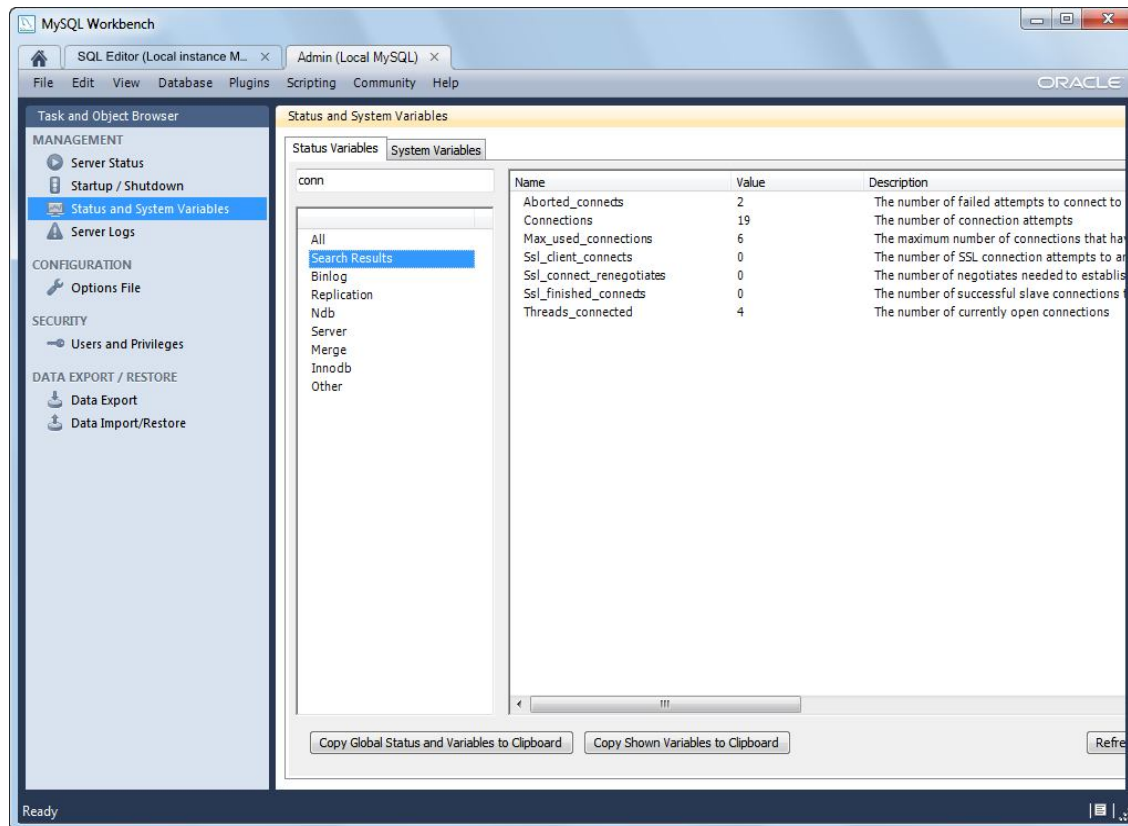 MySQL Workbench
SQL Editor (Local instance M... ×
Admin (Local MySQL) ×
File Edit View Database Plugins Scripting Community Help
ORACLE
Task and Object Browser
MANAGEMENT
Server Status
Startup / Shutdown
Status and System Variables
Server Logs
CONFIGURATION
Options File
SECURITY
Users and Privileges
DATA EXPORT / RESTORE
Data Export
Data Import/Restore
Status and System Variables
Status Variables System Variables
conn
All
Search Results
Binlog
Replication
Ndb
Server
Merge
Innodb
Other
Name Value Description
Aborted_connects 2 The number of failed attempts to connect to
Connections 19 The number of connection attempts
Max_used_connections 6 The maximum number of connections that ha
Ssl_client_connects 0 The number of SSL connection attempts to ar
Ssl_connect_renegotiates 0 The number of negotiates needed to establis
Ssl_finished_connects 0 The number of successful slave connections t
Threads_connected 4 The number of currently open connections
Copy Global Status and Variables to Clipboard Copy Shown Variables to Clipboard Refre
Ready